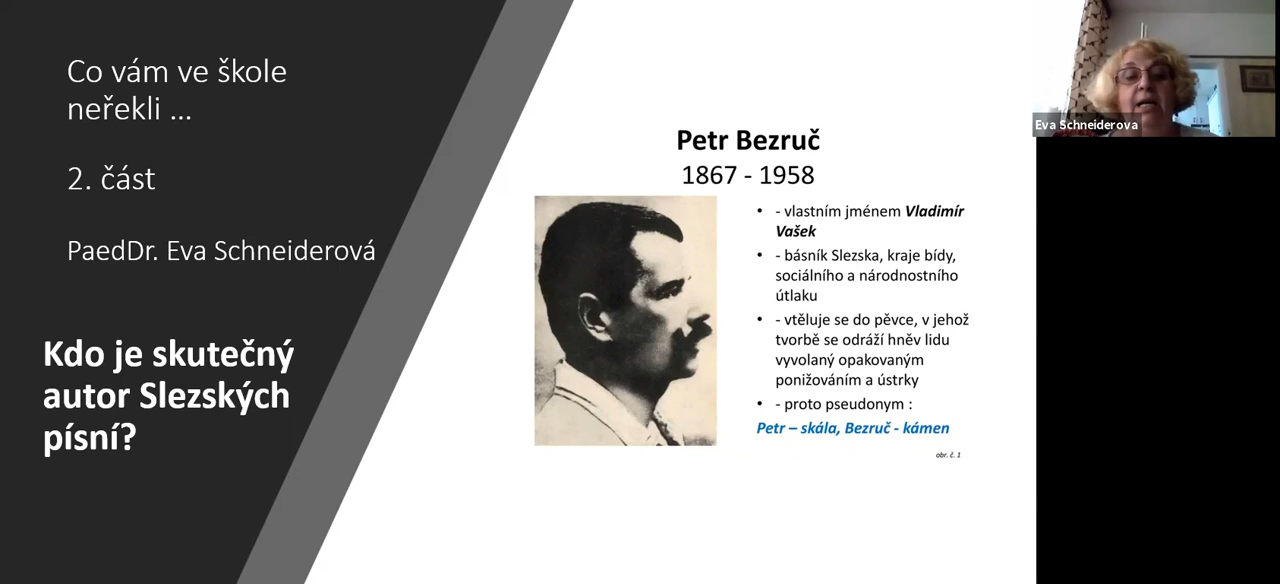 Co vám ve škole
neřekli ...
2. část
PaedDr. Eva Schneiderová
Kdo je skutečný
autor Slezských
písní?
Petr Bezruč
1867 - 1958
• - vlastním jménem Vladimír
Vašek
• - básník Slezska, kraje bídy,
sociálního a národnostního
útlaku
• - vtěluje se do pěvce, v jehož
tvorbě se odráží hněv lidu
vyvolaný opakovaným
ponižováním a ústrky
• - proto pseudonym :
Petr – skála, Bezruč - kámen
obr. č. 1
Eva Schneiderova